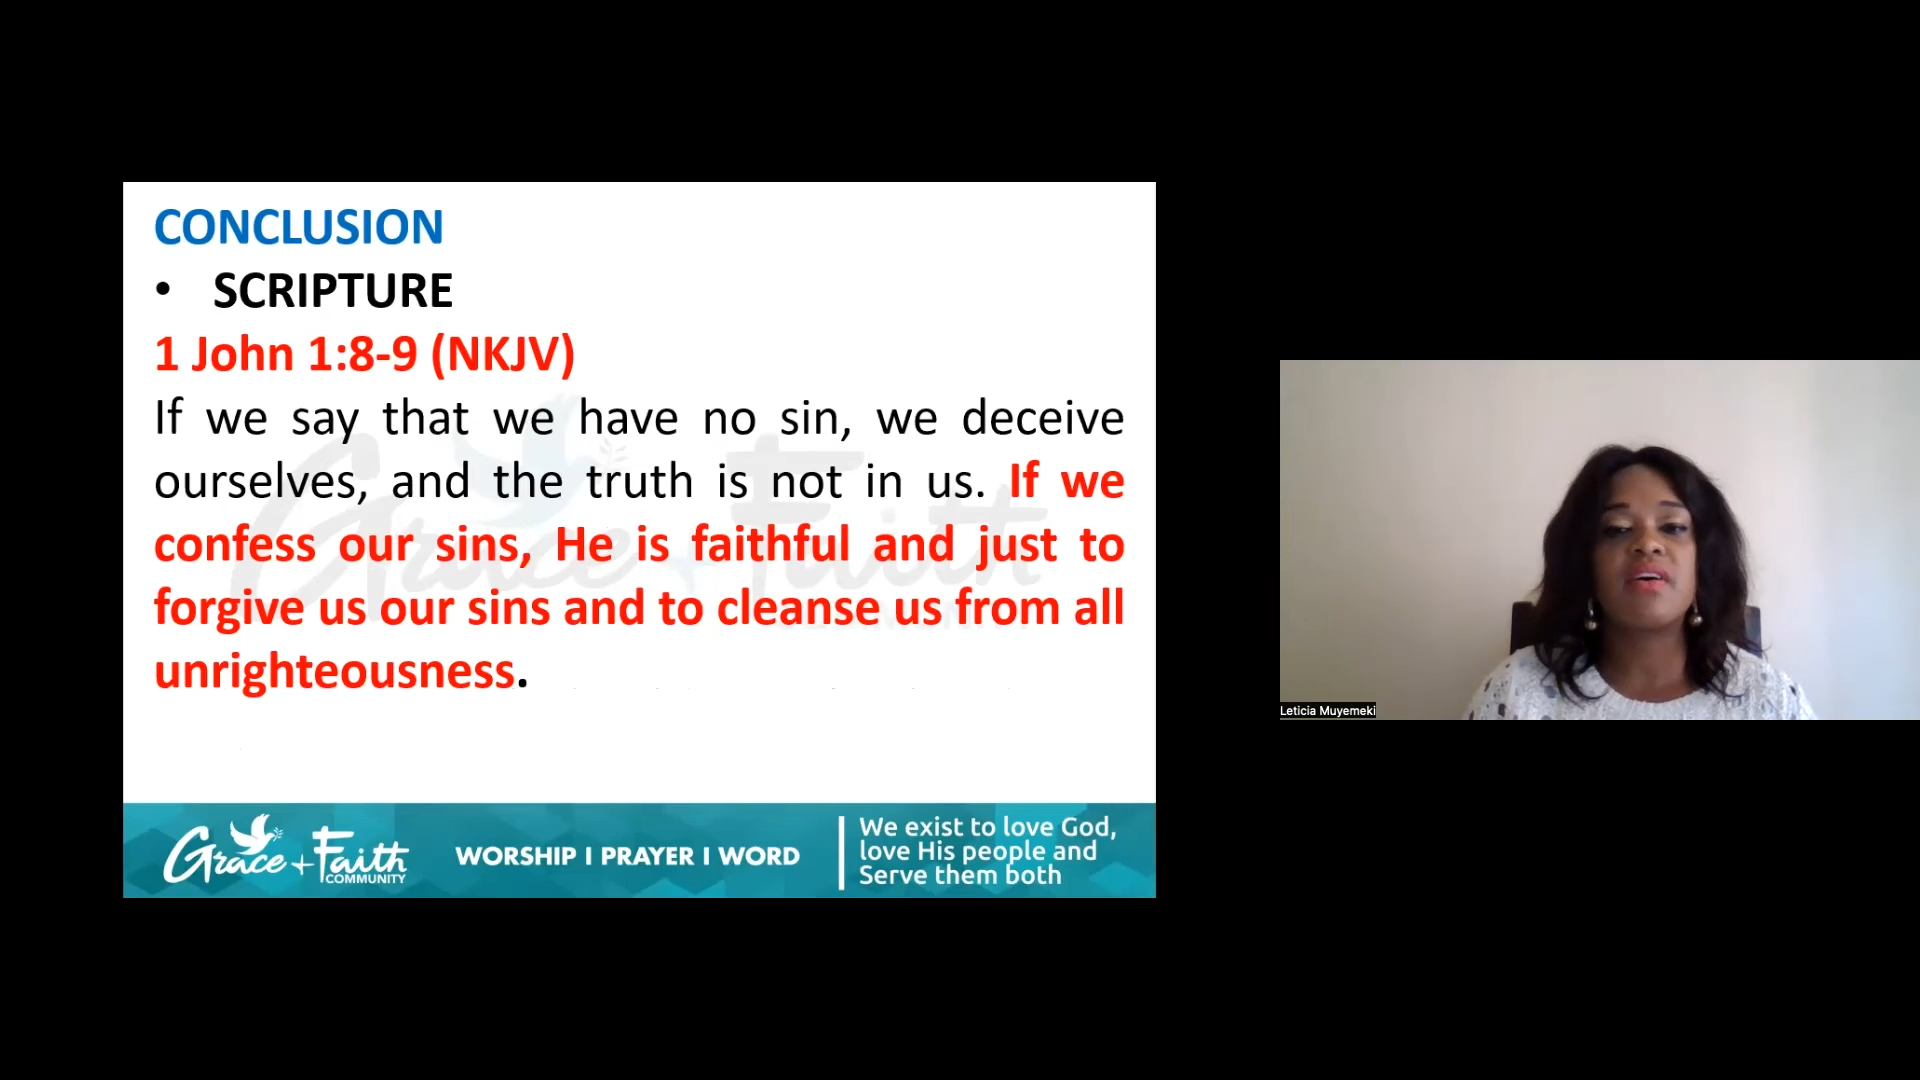 CONCLUSION
• SCRIPTURE
1 John 1:8-9 (NKJV)
If we say that we have no sin, we deceive
ourselves, and the truth is not in us. If we
confess our sins, He is faithful and just to
forgive us our sins and to cleanse us from all
unrighteousness.
Grace + Faith
COMMUNITY
WORSHIP I PRAYER I WORD
We exist to love God,
love His people and
Serve them both
Leticia Muyemeki